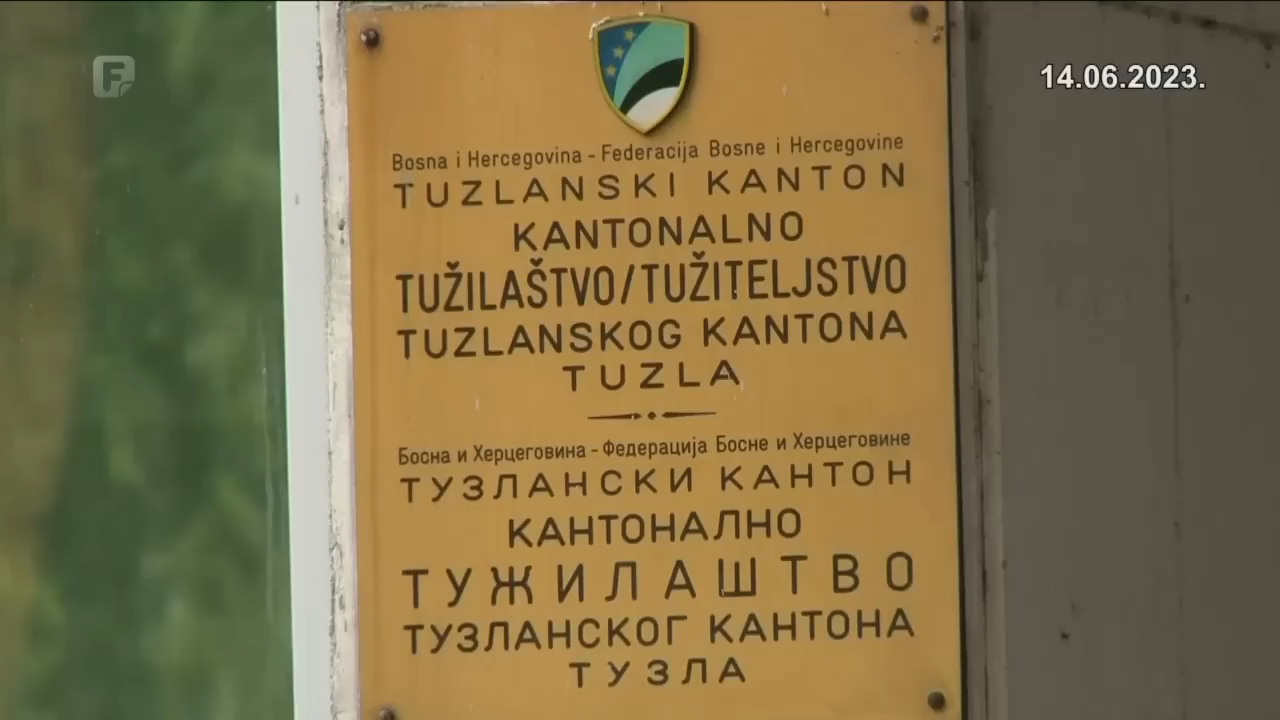 F
14.06.2023.
Bosna i Hercegovina - Federacija Bosne i Hercegovine
TUZLANSKI KANTON
KANTONALNO
TUŽILAŠTVO/TUŽITELJSTVO
TUZLANSKOG KANTONA
TUZLA
Босна и Херцеговина - Федерација Босне и Херцеговине
ТУЗЛАНСКИ КАНТОН
КАНТОНАЛНО
ТУЖИЛАШТВО
ТУЗЛАНСКОГ КАНТОНА
ТУЗЛА